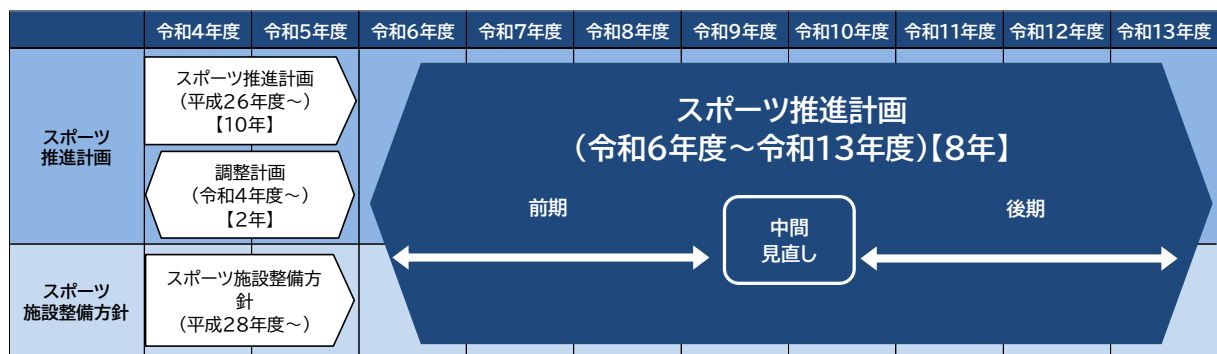 令和4年度 令和5年度 令和6年度 令和7年度 令和8年度 令和9年度 令和10年度 令和11年度 令和12年度 令和13年度
スポーツ
推進計画
スポーツ推進計画
(平成26年度~)
【10年】
調整計画
(令和4年度~)
【2年】
スポーツ推進計画
(令和6年度~令和13年度)【8年】
前期
中間
見直し
後期
スポーツ
施設整備方針
スポーツ施設整備方
針
(平成28年度~)